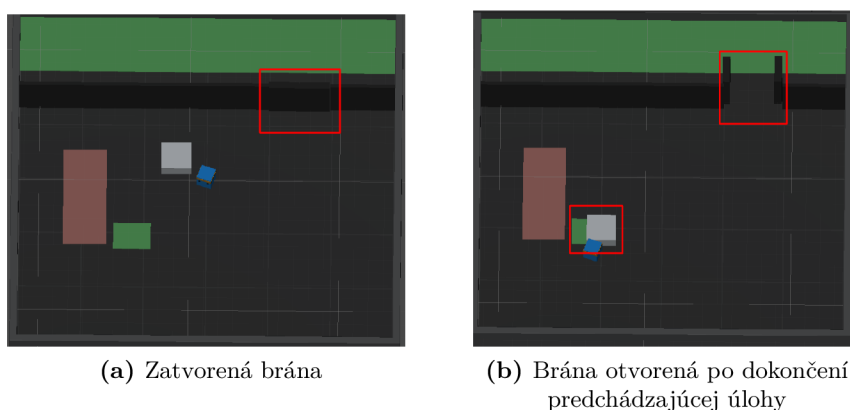 (a) Zatvorená brána
(b) Brána otvorená po dokončení
predchádzajúcej úlohy